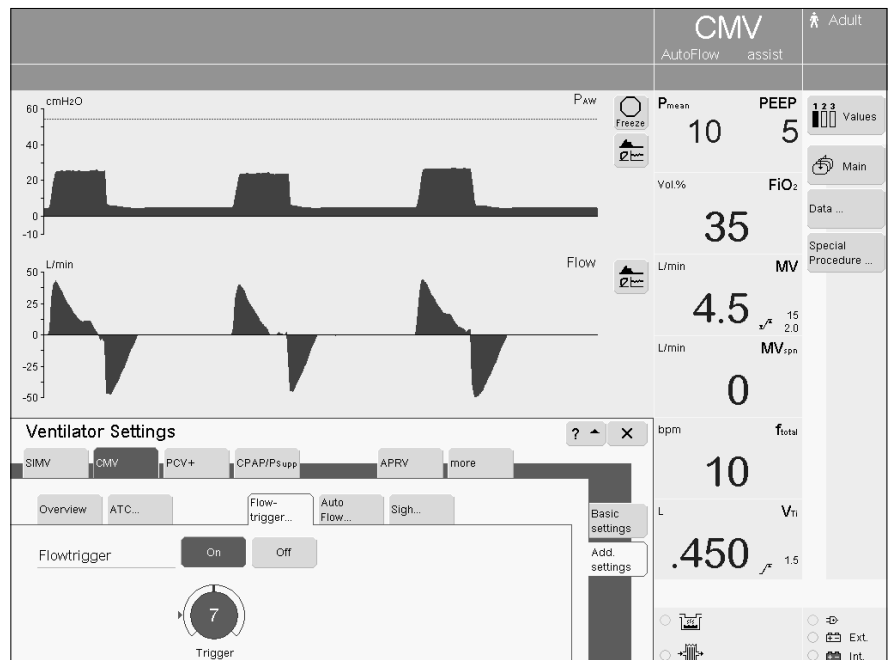 CMV
AutoFlow assist
Adult
cmH2O
PAW
60
40
20
0
-10
Freeze
L/min
Flow
50
25
0
-25
-50
Pmean PEEP
10 5
Vol.% FiO2
35
L/min MV
4.5 15
2.0
L/min MVspn
0
bpm ftotal
10
L VTi
.450 1.5
1 2 3
Values
Main
Data ...
Special
Procedure ...
Ventilator Settings
? ×
SIMV CMV PCV+ CPAP/Psupp APRV more
Overview ATC... Flow-
trigger... Auto
Flow... Sigh...
Basic
settings
Add.
settings
Flowtrigger On Off
7
Trigger
Ext.
Int.